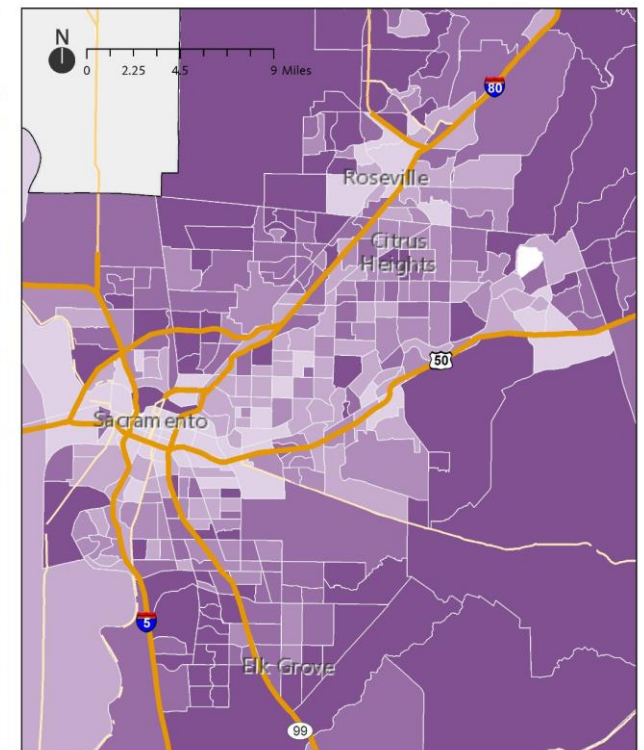 N
0 2.25 4.5 9 Miles
80
Roseville
Citrus
Heights
50
Sacramento
5
Elk Grove
99